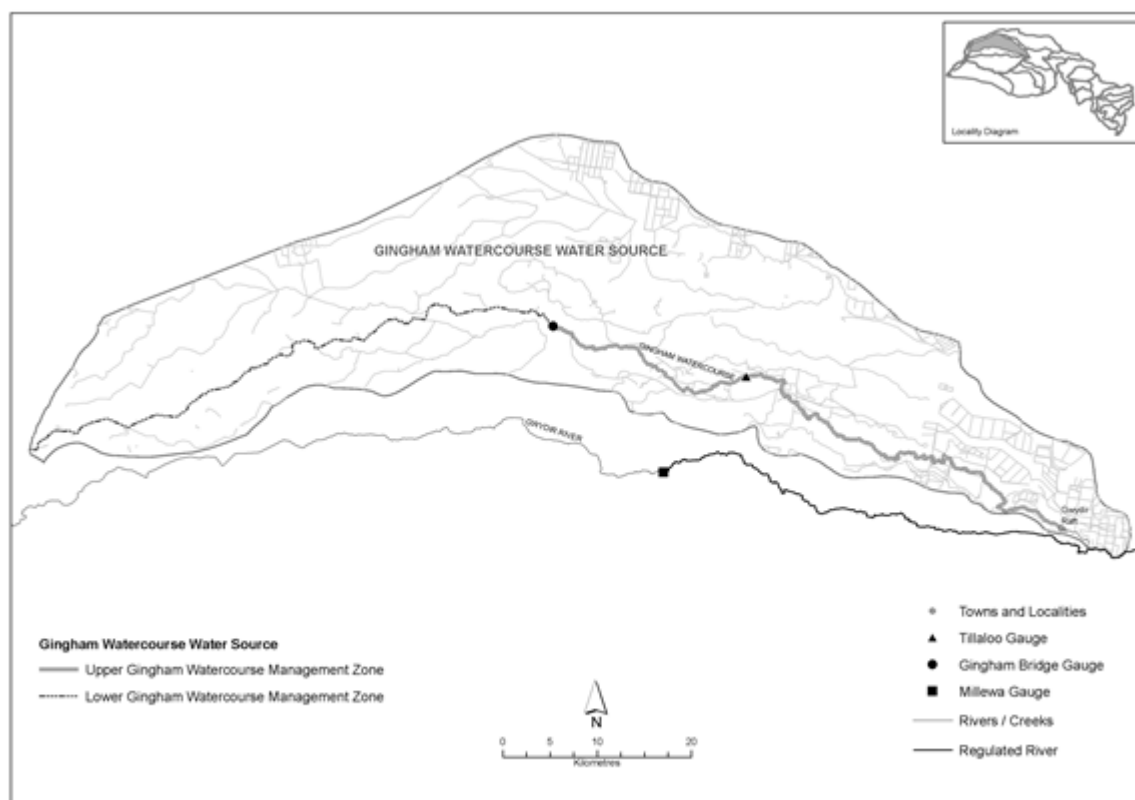 Locality Diagram
GINGHAM WATERCOURSE WATER SOURCE
GINGHAM WATERCOURSE
GWYDIR RIVER
Gwydir
Raft
Gingham Watercourse Water Source
Upper Gingham Watercourse Management Zone
Lower Gingham Watercourse Management Zone
N
0 5 10 20
Kilometres
Towns and Localities
Tillaloo Gauge
Gingham Bridge Gauge
Millewa Gauge
Rivers / Creeks
Regulated River